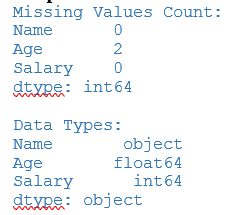 Missing Values Count:
Name 0
Age 2
Salary 0
dtype: int64
Data Types:
Name object
Age float64
Salary int64
dtype: object